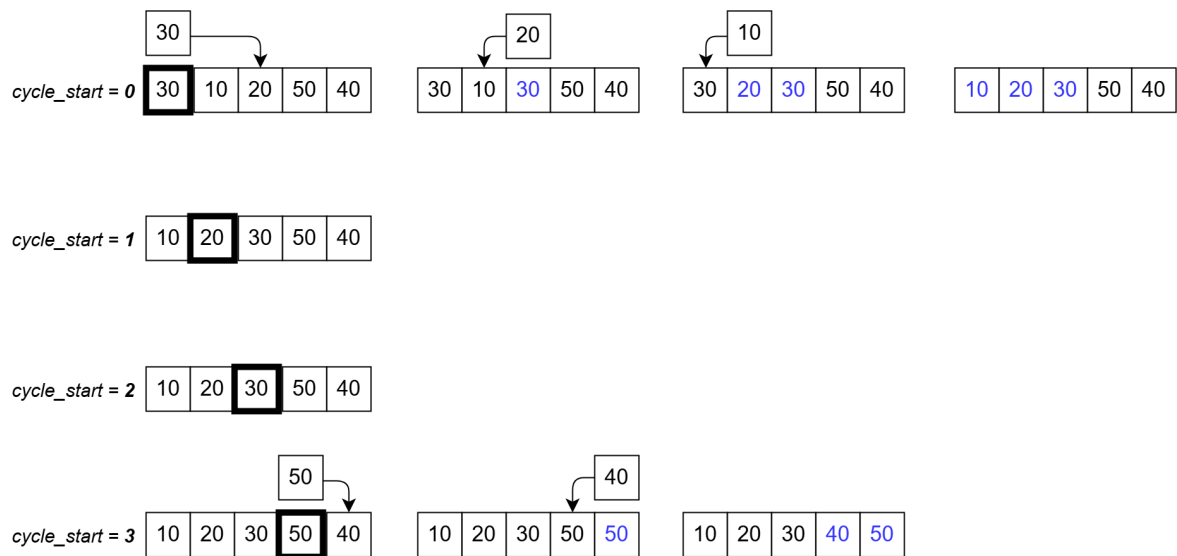 30 20 10
cycle_start = 0 30 10 20 50 40 30 10 30 50 40 30 20 30 50 40 10 20 30 50 40
cycle_start = 1 10 20 30 50 40
cycle_start = 2 10 20 30 50 40
50 40
cycle_start = 3 10 20 30 50 40 10 20 30 50 50 10 20 30 40 50